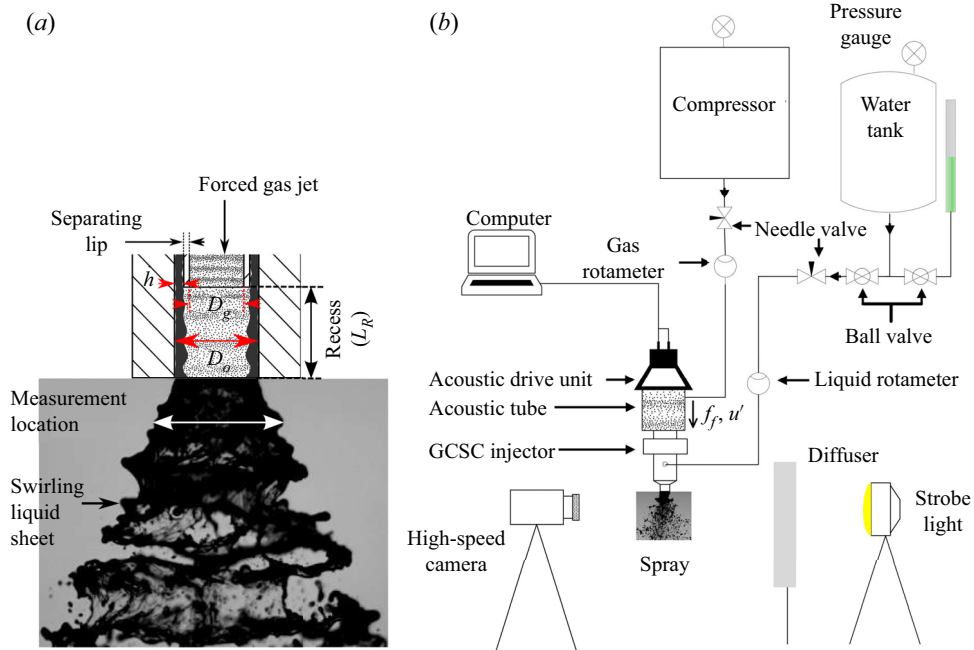 (a)
Forced gas jet
Separating
lip
h
D_g
D_o
Recess
(L_R)
Measurement
location
Swirling
liquid
sheet
(b)
Pressure
gauge
Compressor
Water
tank
Computer
Gas
rotameter
Needle valve
Ball valve
Acoustic drive unit
Acoustic tube
f_f, u′
Liquid rotameter
GCSC injector
Diffuser
High-speed
camera
Spray
Strobe
light